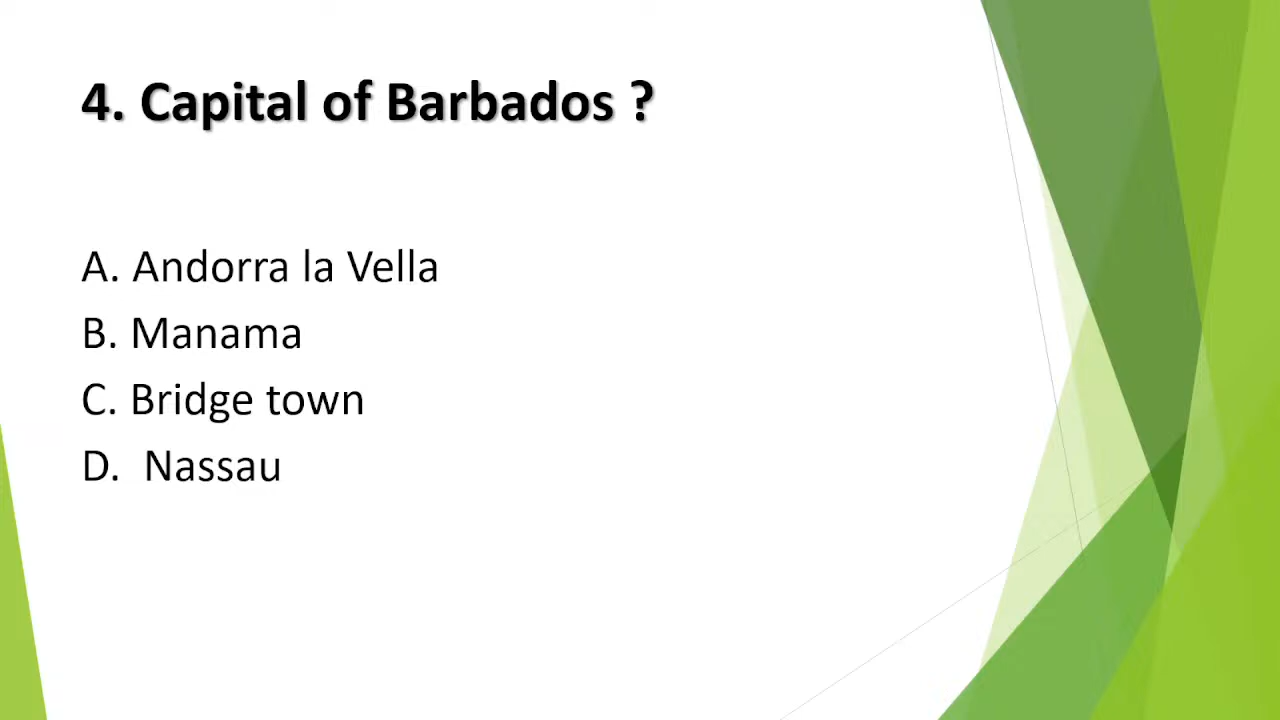 4. Capital of Barbados ?
A. Andorra la Vella
B. Manama
C. Bridge town
D.  Nassau